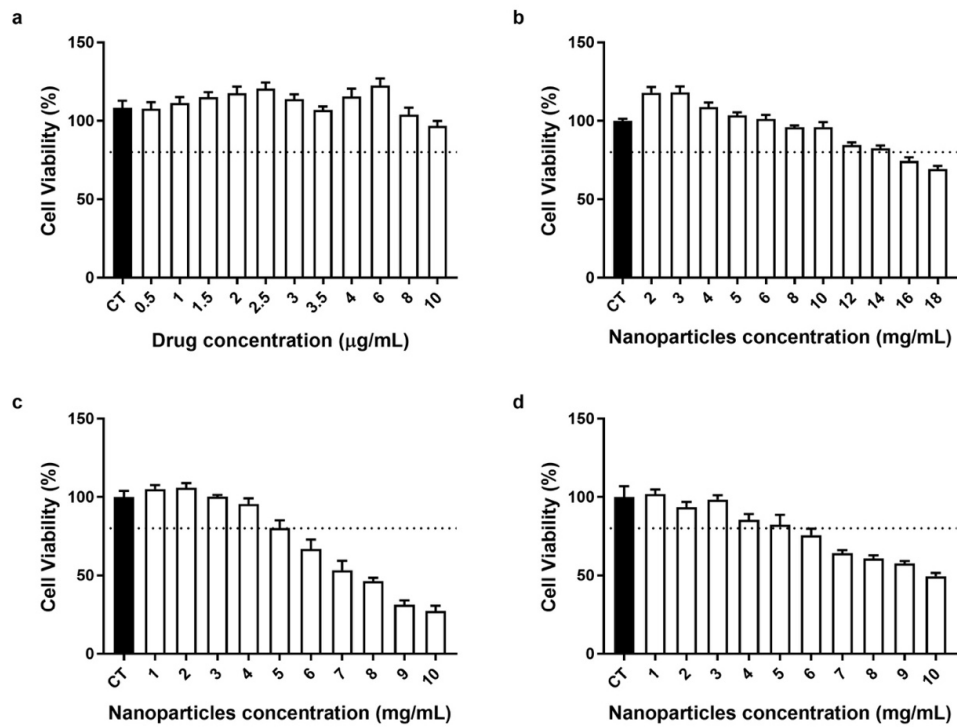 a
150
100
50
0
Cell Viability (%)
CT 0.5 1 1.5 2 2.5 3 3.5 4 6 8 10
Drug concentration (μg/mL)
b
150
100
50
0
Cell Viability (%)
CT 2 3 4 5 6 8 10 12 14 16 18
Nanoparticles concentration (mg/mL)
c
150
100
50
0
Cell Viability (%)
CT 1 2 3 4 5 6 7 8 9 10
Nanoparticles concentration (mg/mL)
d
150
100
50
0
Cell Viability (%)
CT 1 2 3 4 5 6 7 8 9 10
Nanoparticles concentration (mg/mL)